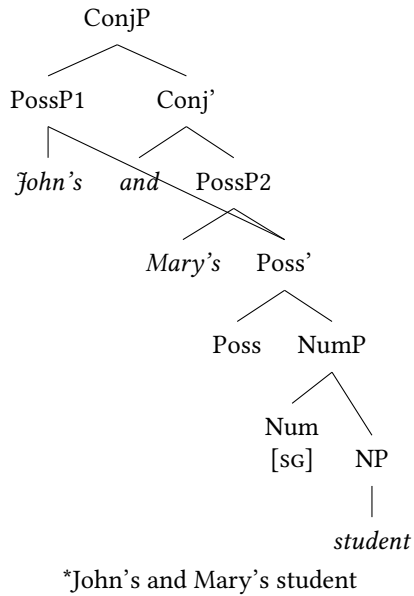 ConjP
PossP1 Conj’
John’s and PossP2
Mary’s Poss’
Poss NumP
Num
[SG] NP
student
*John’s and Mary’s student